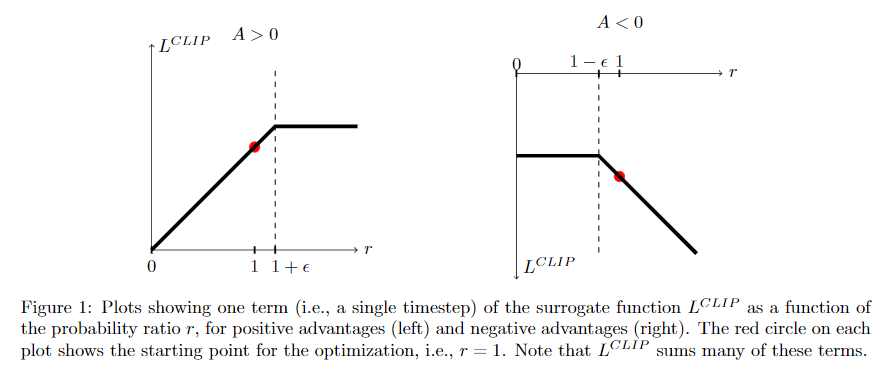 L^{CLIP} A > 0
r
0 1 1 + ϵ
A < 0
0 1 − ϵ 1
r
L^{CLIP}
Figure 1: Plots showing one term (i.e., a single timestep) of the surrogate function L^{CLIP} as a function of
the probability ratio r, for positive advantages (left) and negative advantages (right). The red circle on each
plot shows the starting point for the optimization, i.e., r = 1. Note that L^{CLIP} sums many of these terms.